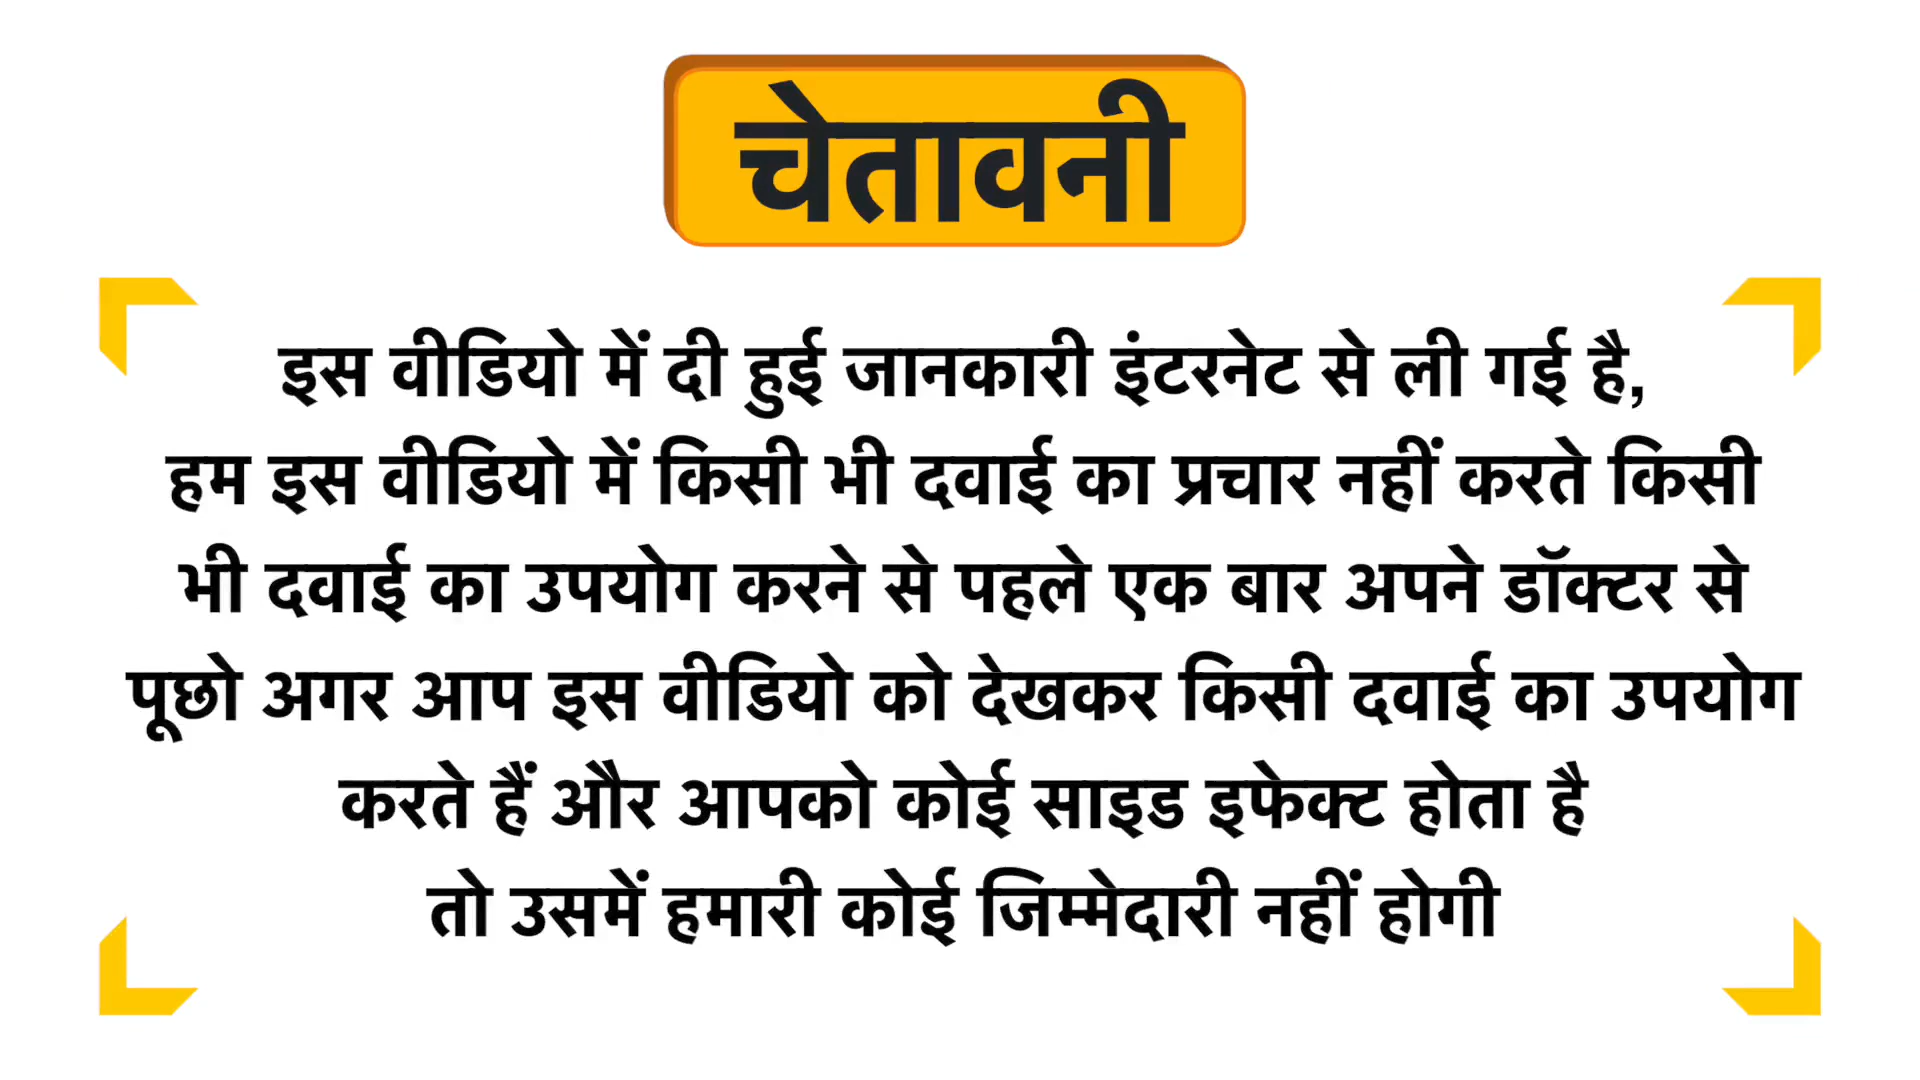 चेतावनी
इस वीडियो में दी हुई जानकारी इंटरनेट से ली गई है,
हम इस वीडियो में किसी भी दवाई का प्रचार नहीं करते किसी
भी दवाई का उपयोग करने से पहले एक बार अपने डॉक्टर से
पूछो अगर आप इस वीडियो को देखकर किसी दवाई का उपयोग
करते हैं और आपको कोई साइड इफेक्ट होता है
तो उसमें हमारी कोई जिम्मेदारी नहीं होगी